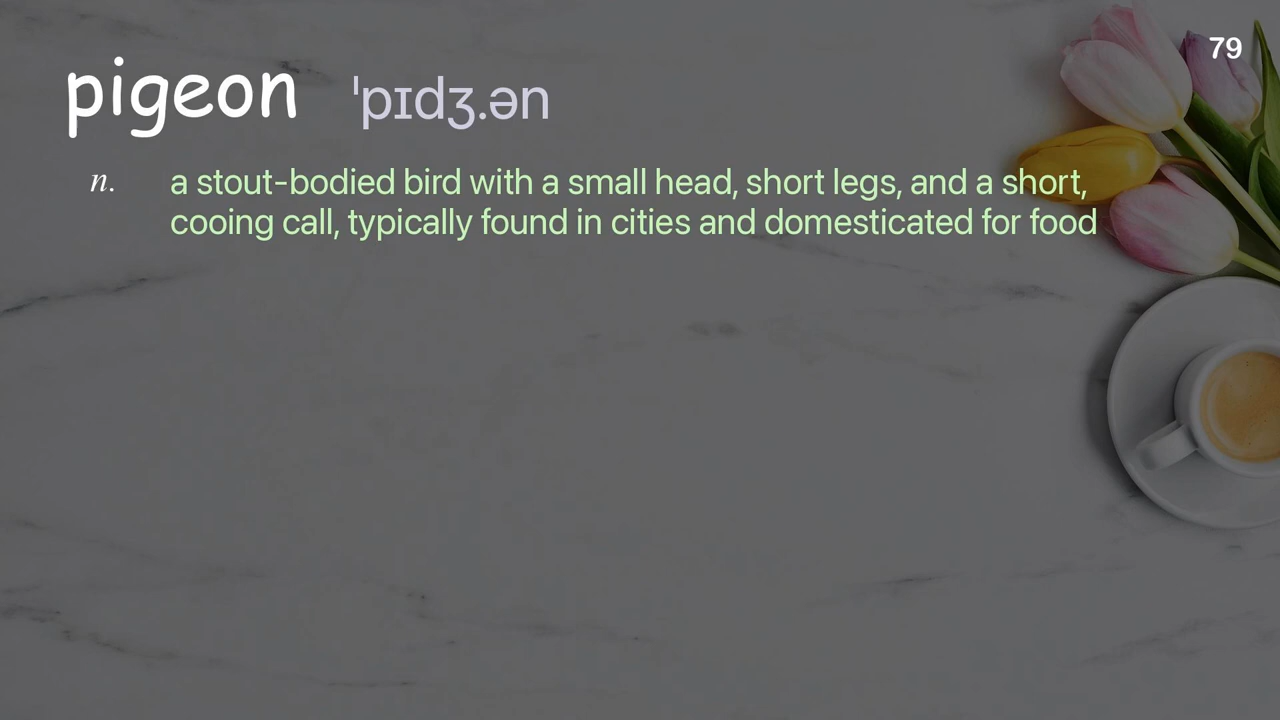 79
pigeon ˈpɪdʒ.ən
n. a stout-bodied bird with a small head, short legs, and a short,
cooing call, typically found in cities and domesticated for food